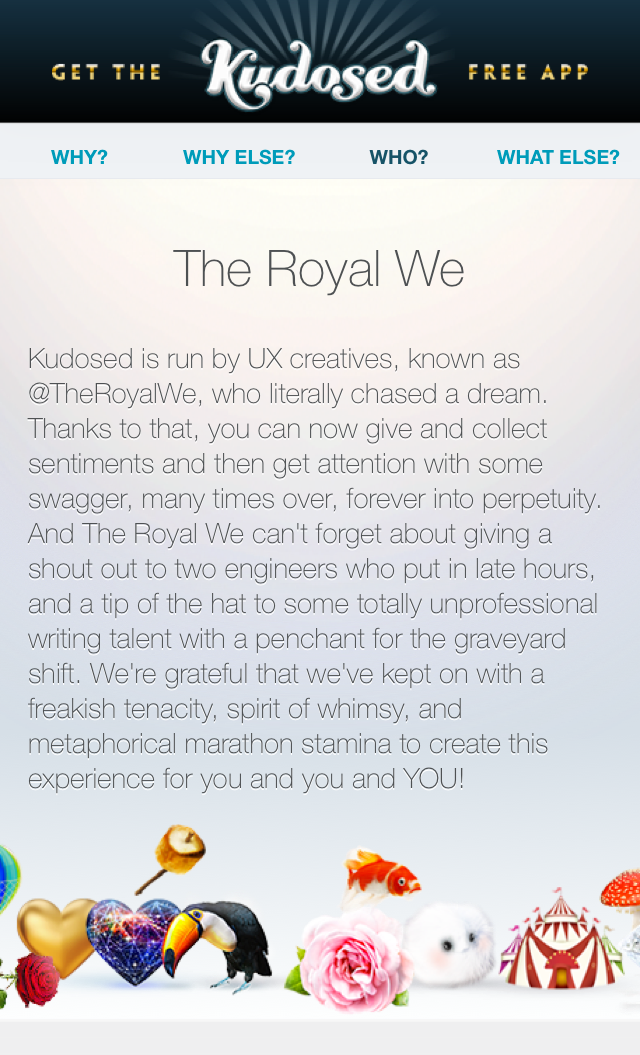 GET THE Kudosed. FREE APP
WHY? WHY ELSE? WHO? WHAT ELSE?
The Royal We
Kudosed is run by UX creatives, known as
@TheRoyalWe, who literally chased a dream.
Thanks to that, you can now give and collect
sentiments and then get attention with some
swagger, many times over, forever into perpetuity.
And The Royal We can't forget about giving a
shout out to two engineers who put in late hours,
and a tip of the hat to some totally unprofessional
writing talent with a penchant for the graveyard
shift. We're grateful that we've kept on with a
freakish tenacity, spirit of whimsy, and
metaphorical marathon stamina to create this
experience for you and you and YOU!